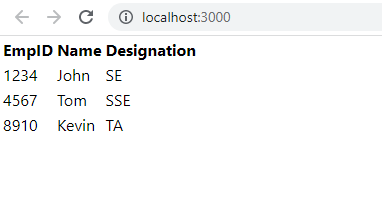 localhost:3000
EmpID Name Designation
1234 John SE
4567 Tom SSE
8910 Kevin TA